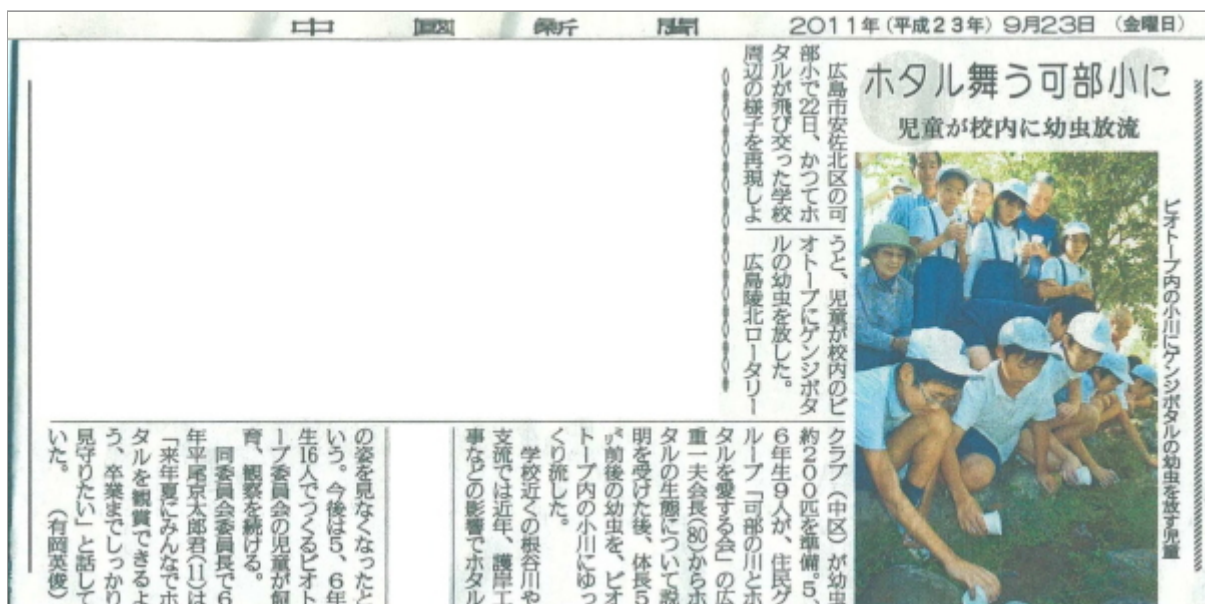 中國新聞 2011年(平成23年)9月23日 (金曜日)
ホタル舞う可部小に
児童が校内に幼虫放流
ビオトープ内の小川にゲンジボタルの幼虫を放す児童
広島市安佐北区の可
部小で22日、かつてホ
タルが飛び交った学校
周辺の様子を再現しよ
うと、児童が校内のビ
オトープにゲンジボタ
ルの幼虫を放した。
広島陵北ロータリー
クラブ(中区)が幼虫
約200匹を準備。5、
6年生9人が、住民グ
ループ「可部の川とホ
タルを愛する会」の広
重一夫会長(80)からホ
タルの生態について説
明を受けた後、体長5
㍉前後の幼虫を、ビオ
トープ内の小川にゆっ
くり流した。
学校近くの根谷川や
支流では近年、護岸工
事などの影響でホタル
の姿を見なくなったと
いう。今後は5、6年
生16人でつくるビオト
ープ委員会の児童が飼
育、観察を続ける。
同委員会委員長で6
年平尾京太郎君(11)は
「来年夏にみんなでホ
タルを観賞できるよ
う、卒業までしっかり
見守りたい」と話して
いた。 (有岡英俊)